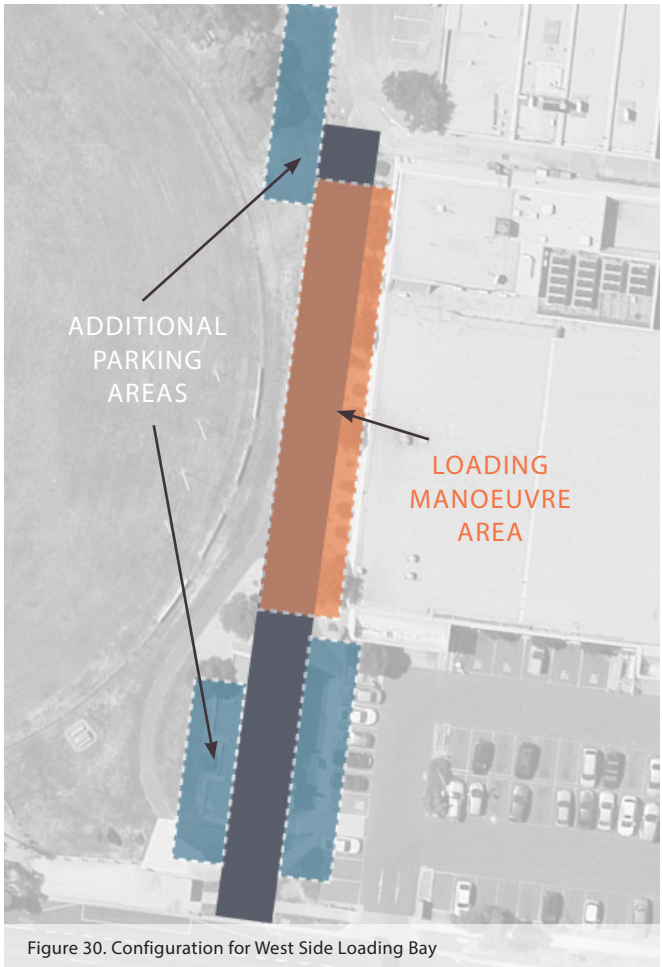 ADDITIONAL
PARKING
AREAS
LOADING
MANOEUVRE
AREA
Figure 30. Configuration for West Side Loading Bay